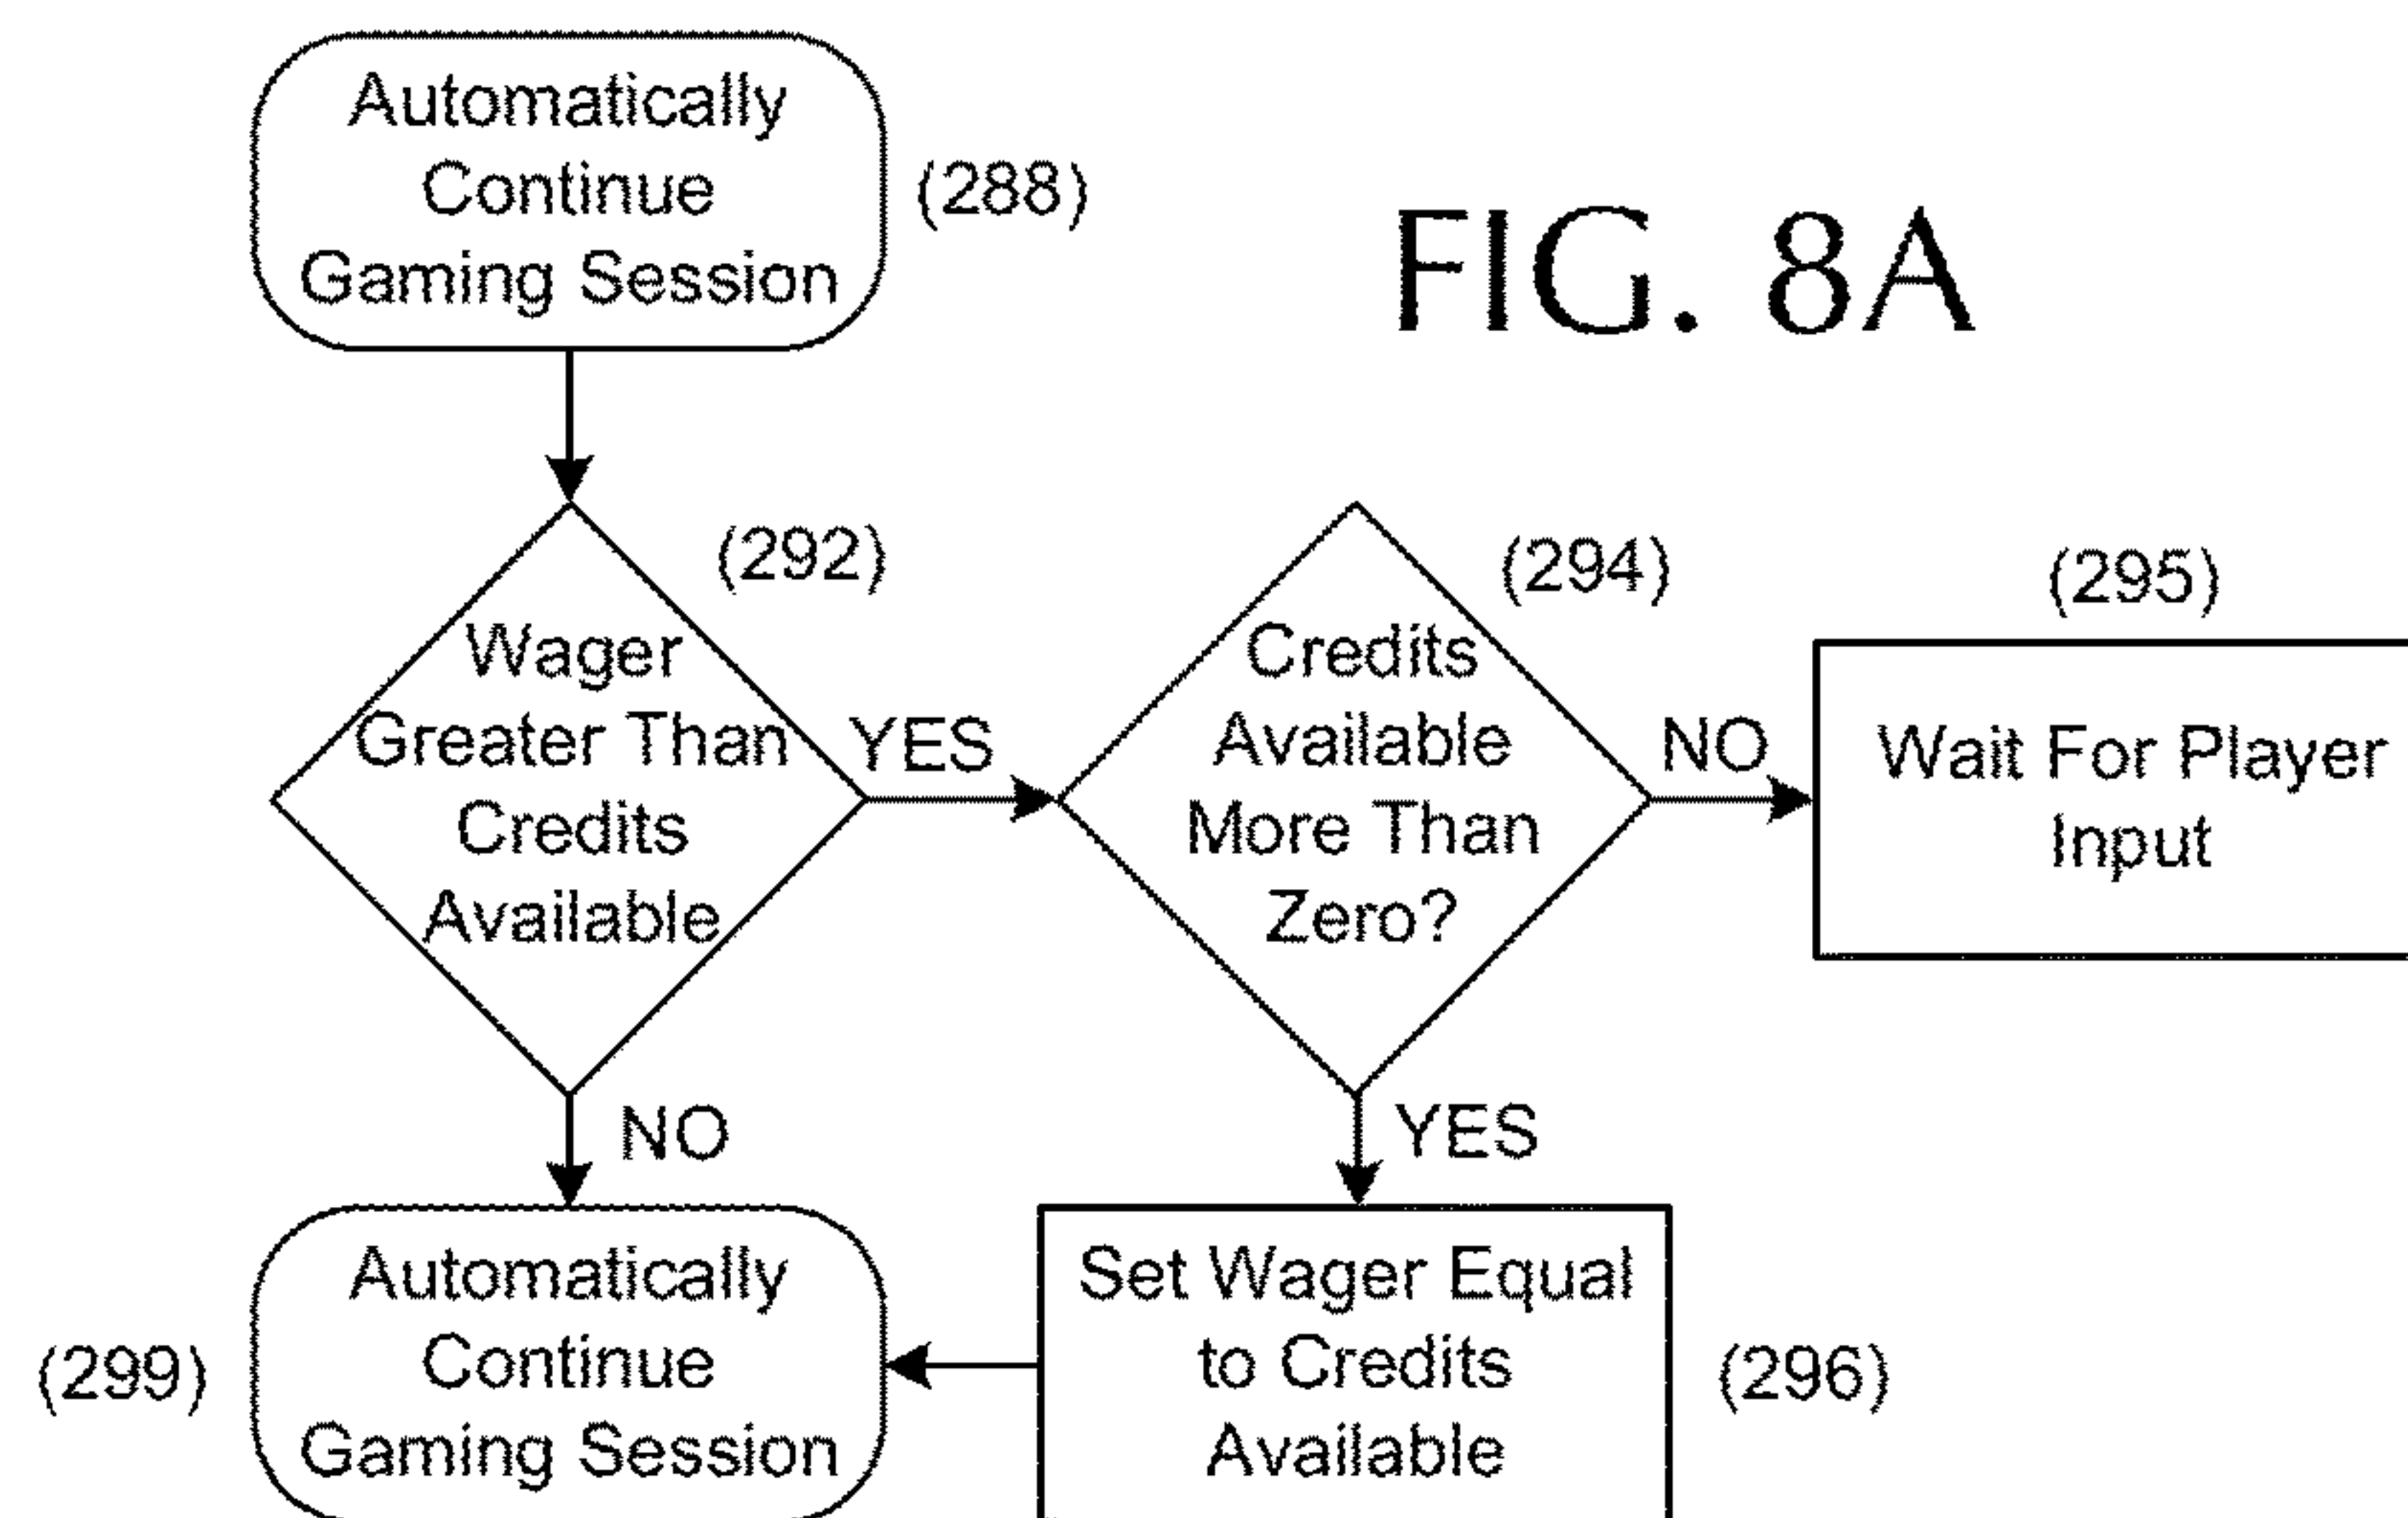 Automatically
Continue
Gaming Session
(288)
FIG. 8A
(292)
Wager
Greater Than
Credits
Available
YES
(294)
Credits
Available
More Than
Zero?
NO
(295)
Wait For Player
Input
NO
YES
(299)
Automatically
Continue
Gaming Session
Set Wager Equal
to Credits
Available
(296)